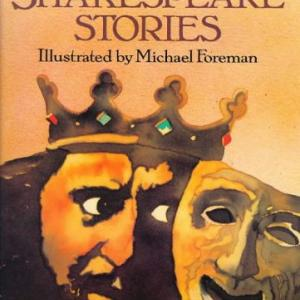 SHAKESPEARE
STORIES
Illustrated by Michael Foreman